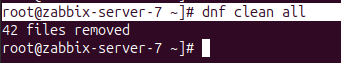 root@zabbix-server-7 ~]# dnf clean all
42 files removed
root@zabbix-server-7 ~]#